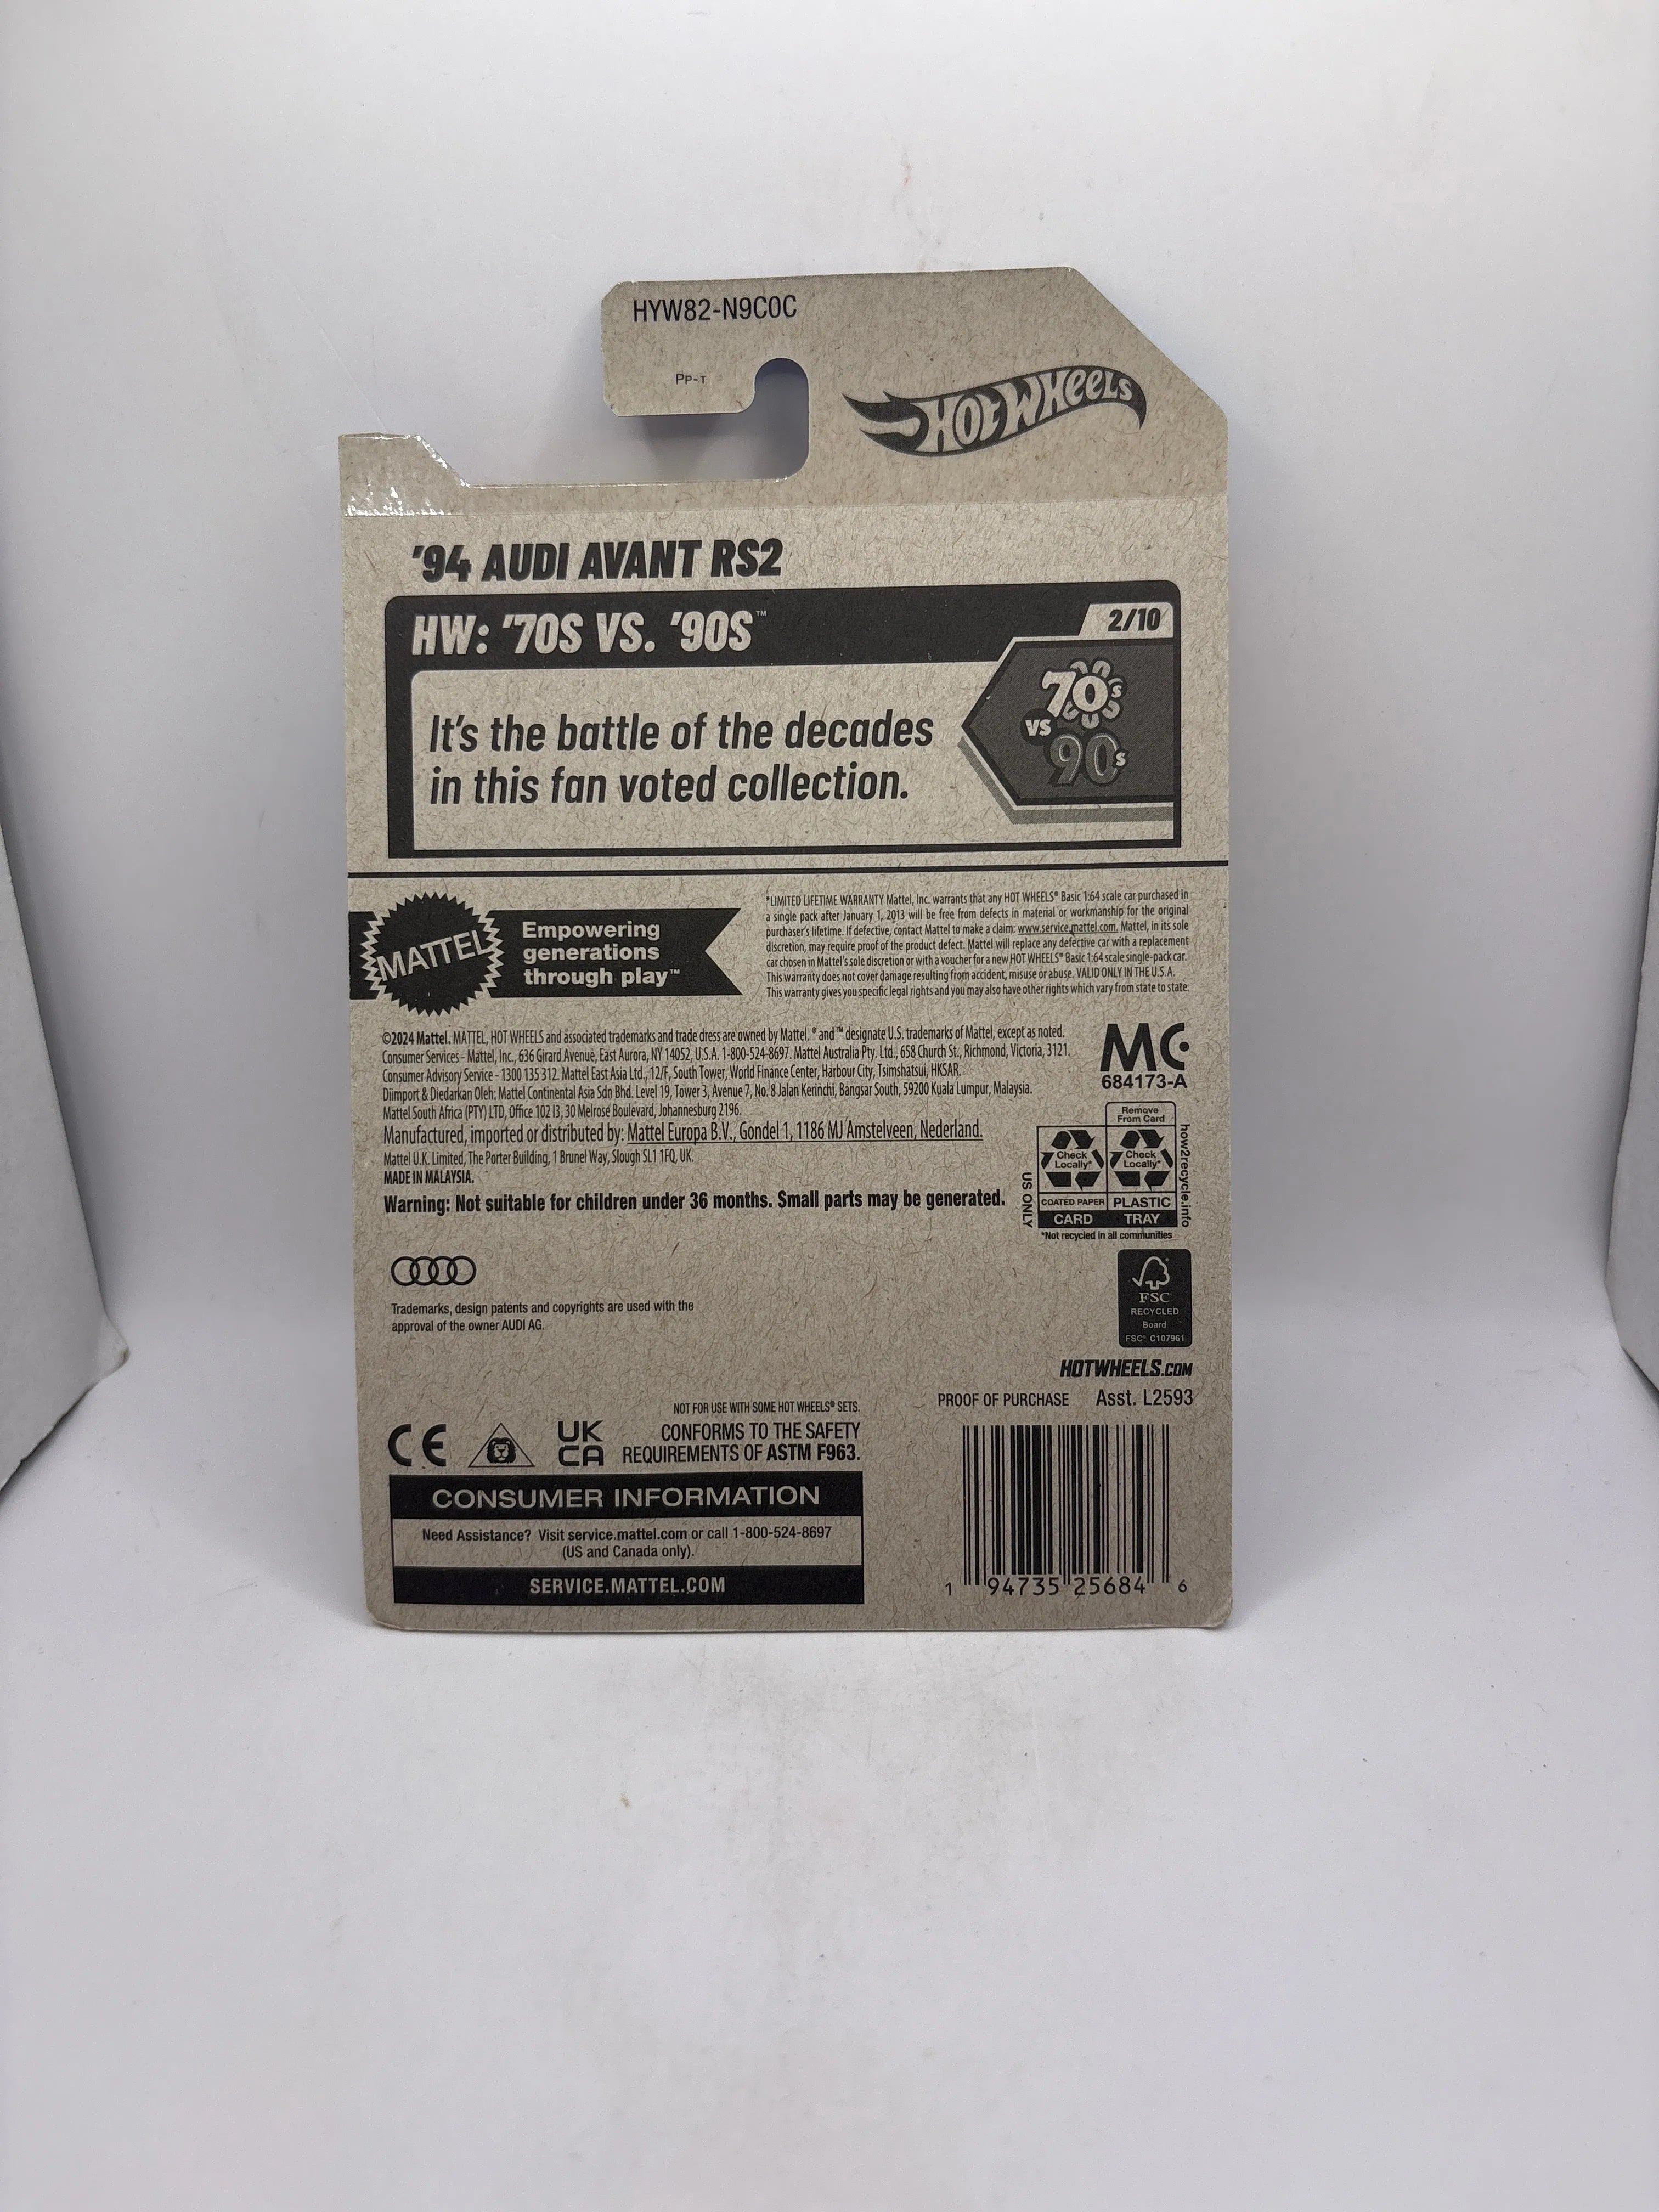 HYW82-N9C0C
PP-T
HOT WHEELS
'94 AUDI AVANT RS2
HW: '70S VS. '90S™
2/10
It's the battle of the decades
in this fan voted collection.
70s
VS
90s
MATTEL
Empowering
generations
through play™
*LIMITED LIFETIME WARRANTY Mattel, Inc. warrants that any HOT WHEELS® Basic 1:64 scale car purchased in
a single pack after January 1, 2013 will be free from defects in material or workmanship for the original
purchaser's lifetime. If defective, contact Mattel to make a claim: www.service.mattel.com. Mattel, in its sole
discretion, may require proof of the product defect. Mattel will replace any defective car with a replacement
car chosen in Mattel's sole discretion or with a voucher for a new HOT WHEELS® Basic 1:64 scale single-pack car.
This warranty does not cover damage resulting from accident, misuse or abuse. VALID ONLY IN THE U.S.A.
This warranty gives you specific legal rights and you may also have other rights which vary from state to state.
©2024 Mattel. MATTEL, HOT WHEELS and associated trademarks and trade dress are owned by Mattel. ® and ™ designate U.S. trademarks of Mattel, except as noted.
Consumer Services - Mattel, Inc., 636 Girard Avenue, East Aurora, NY 14052, U.S.A. 1-800-524-8697. Mattel Australia Pty. Ltd., 658 Church St., Richmond, Victoria, 3121.
Consumer Advisory Service - 1300 135 312. Mattel East Asia Ltd., 12/F, South Tower, World Finance Center, Harbour City, Tsimshatsui, HKSAR.
Diimport & Diedarkan Oleh: Mattel Continental Asia Sdn Bhd. Level 19, Tower 3, Avenue 7, No. 8 Jalan Kerinchi, Bangsar South, 59200 Kuala Lumpur, Malaysia.
Mattel South Africa (PTY) LTD, Office 102 I3, 30 Melrose Boulevard, Johannesburg 2196.
Manufactured, imported or distributed by: Mattel Europa B.V., Gondel 1, 1186 MJ Amstelveen, Nederland.
Mattel U.K. Limited, The Porter Building, 1 Brunel Way, Slough SL1 1FQ, UK.
MADE IN MALAYSIA.
Warning: Not suitable for children under 36 months. Small parts may be generated.
MC
684173-A
Remove
From Card
Check
Locally*
Check
Locally*
COATED PAPER
PLASTIC
CARD
TRAY
US ONLY
how2recycle.info
*Not recycled in all communities
Trademarks, design patents and copyrights are used with the
approval of the owner AUDI AG.
FSC
RECYCLED
Board
FSC® C107961
HOTWHEELS.COM
PROOF OF PURCHASE Asst. L2593
NOT FOR USE WITH SOME HOT WHEELS® SETS.
CE
UK
CA
CONFORMS TO THE SAFETY
REQUIREMENTS OF ASTM F963.
CONSUMER INFORMATION
Need Assistance? Visit service.mattel.com or call 1-800-524-8697
(US and Canada only).
SERVICE.MATTEL.COM
1 94735 25684 6